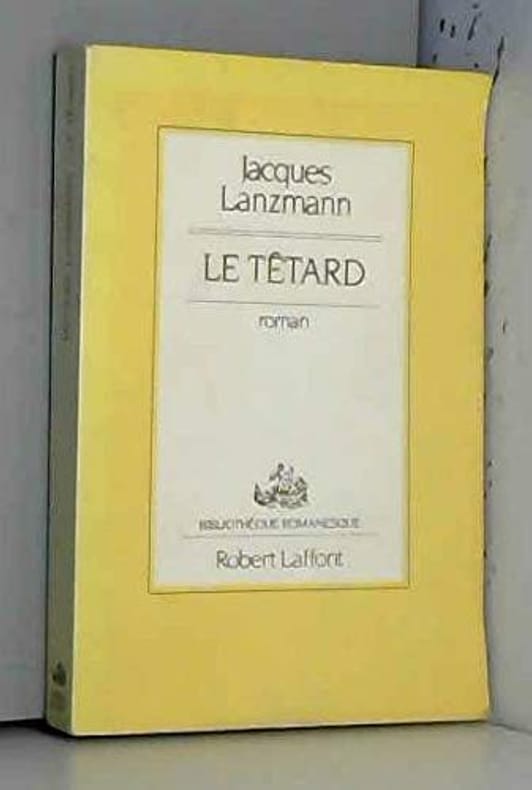 Jacques
Lanzmann
LE TÊTARD
roman
BIBLIOTHÈQUE ROMANESQUE
Robert Laffont